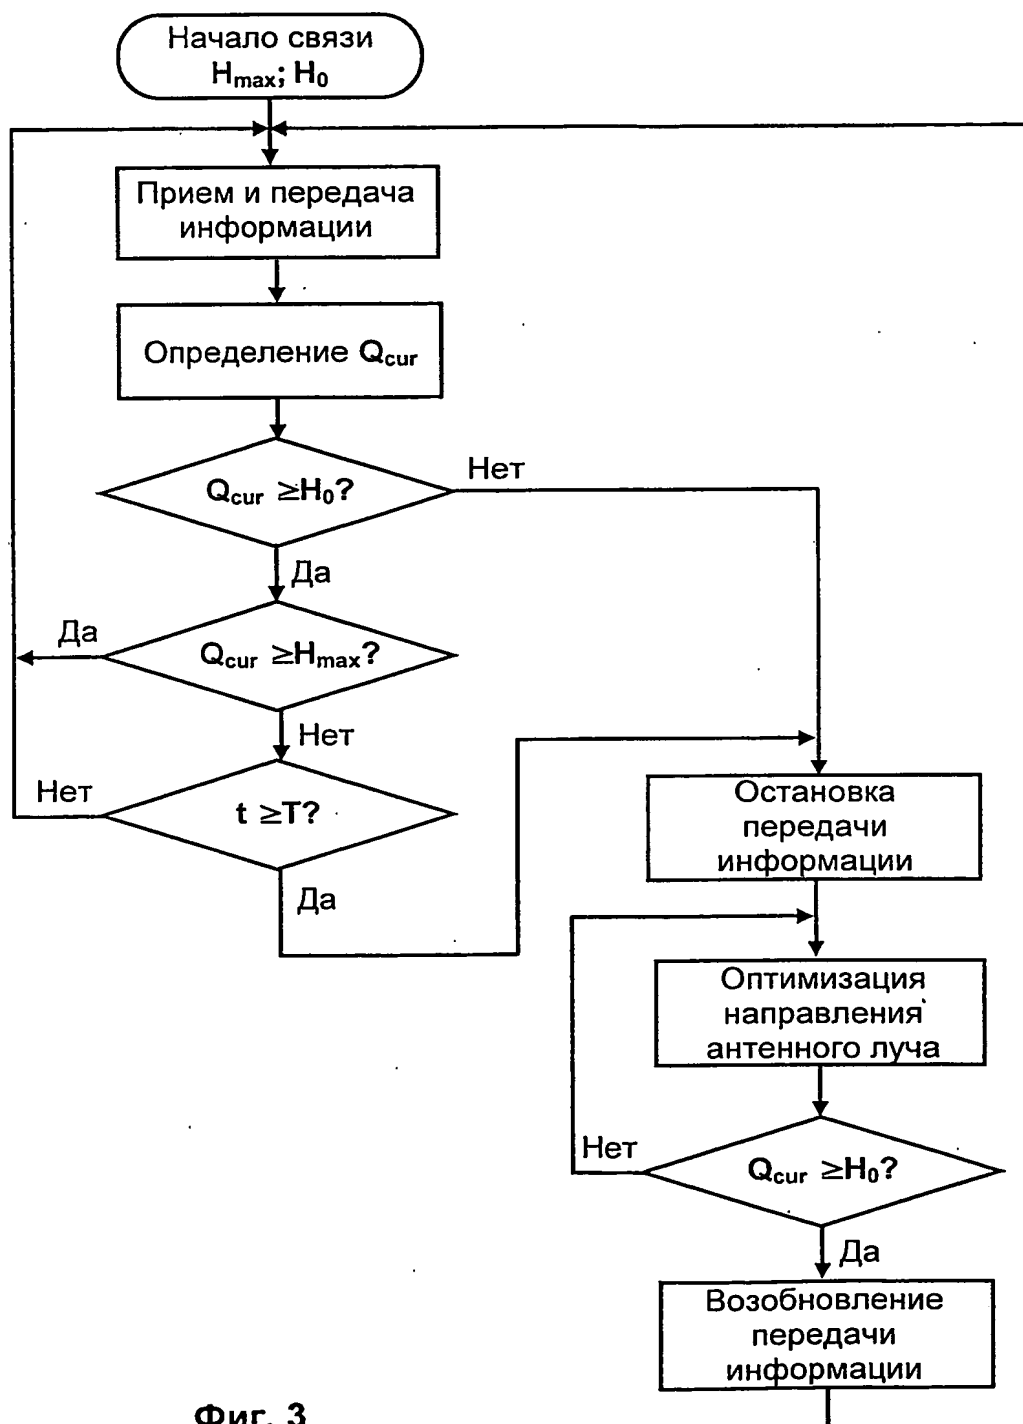 Начало связи
Hmax; H0
Прием и передача
информации
Определение Qcur
Qcur ≥H0?
Нет
Да
Qcur ≥Hmax?
Да
Нет
t ≥T?
Нет
Да
Остановка
передачи
информации
Оптимизация
направления
антенного луча
Qcur ≥H0?
Нет
Да
Возобновление
передачи
информации
Фиг. 3